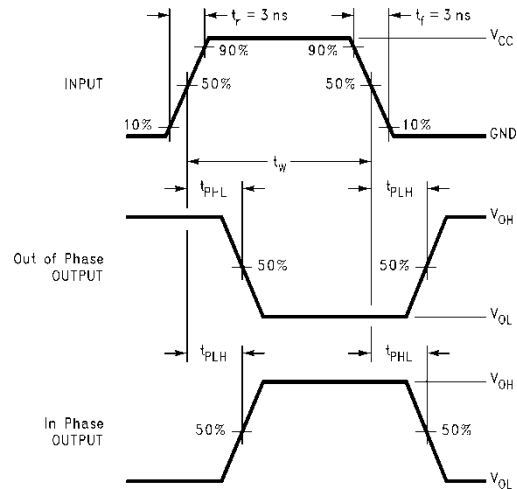 t_r = 3 ns t_f = 3 ns
V_CC
90% 90%
INPUT 50% 50%
10% 10%
GND
t_W
t_PHL t_PLH
V_OH
Out of Phase
OUTPUT
50% 50%
V_OL
t_PLH t_PHL
V_OH
In Phase
OUTPUT
50% 50%
V_OL